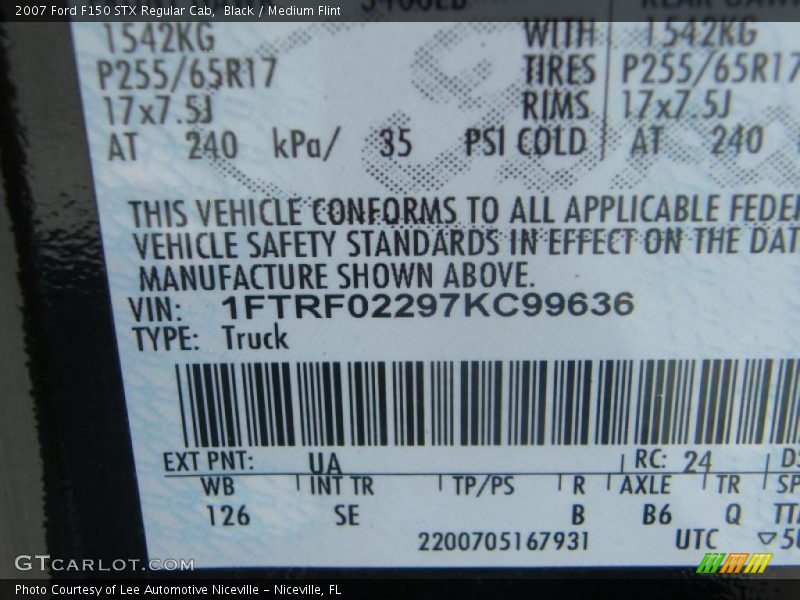 2007 Ford F150 STX Regular Cab, Black / Medium Flint
1542KG WITH 1542KG
P255/65R17 TIRES P255/65R17
17x7.5J RIMS 17x7.5J
AT 240 kPa/ 35 PSI COLD AT 240
THIS VEHICLE CONFORMS TO ALL APPLICABLE FEDE
VEHICLE SAFETY STANDARDS IN EFFECT ON THE DAT
MANUFACTURE SHOWN ABOVE.
VIN: 1FTRF02297KC99636
TYPE: Truck
EXT PNT: UA RC: 24 DS
WB INT TR TP/PS R AXLE TR SP
126 SE B B6 Q
2200705167931 UTC
GTcarlot.com
Photo Courtesy of Lee Automotive Niceville – Niceville, FL